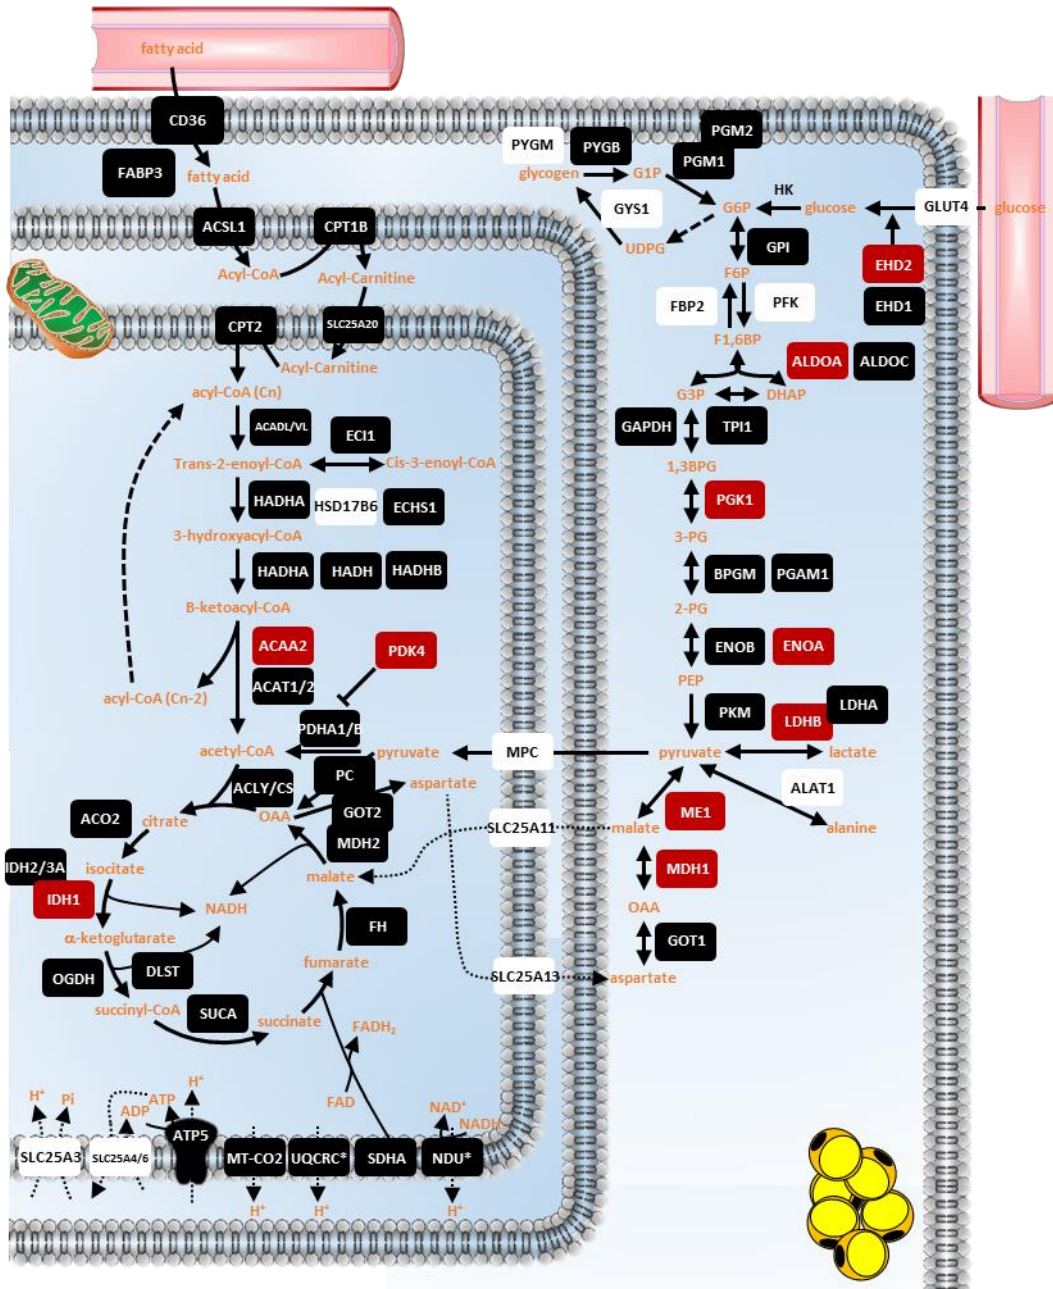 fatty acid
CD36
FABP3
fatty acid
ACSL1
CPT1B
Acyl-CoA
Acyl-Carnitine
CPT2
SLC25A20
Acyl-Carnitine
acyl-CoA (Cn)
ACADL/VL
ECI1
Trans-2-enoyl-CoA
Cis-3-enoyl-CoA
HADHA
HSD17B6
ECHS1
3-hydroxyacyl-CoA
HADHA
HADH
HADHB
B-ketoacyl-CoA
ACAA2
PDK4
ACAT1/2
acyl-CoA (Cn-2)
PDHA1/B
acetyl-CoA
pyruvate
MPC
PC
aspartate
ACLY/CS
GOT2
OAA
citrate
ACO2
MDH2
SLC25A11
IDH2/3A
isocitate
malate
IDH1
NADH
α-ketoglutarate
FH
OGDH
DLST
fumarate
SLC25A13
succinyl-CoA
SUCA
succinate
FADH₂
FAD
H⁺
Pi
ADP
ATP
H⁺
NAD⁺
NADH
SLC25A3
SLC25A4/6
ATP5
MT-CO2
UQCRC*
SDHA
NDU*
H⁺
H⁺
H⁺
PYGM
PYGB
PGM2
PGM1
glycogen
G1P
HK
GYS1
G6P
glucose
GLUT4
glucose
UDPG
GPI
EHD2
F6P
FBP2
PFK
EHD1
F1,6BP
ALDOA
ALDOC
G3P
DHAP
GAPDH
TPI1
1,3BPG
PGK1
3-PG
BPGM
PGAM1
2-PG
ENOB
ENOA
PEP
PKM
LDHB
LDHA
pyruvate
lactate
ALAT1
ME1
malate
alanine
MDH1
OAA
GOT1
aspartate